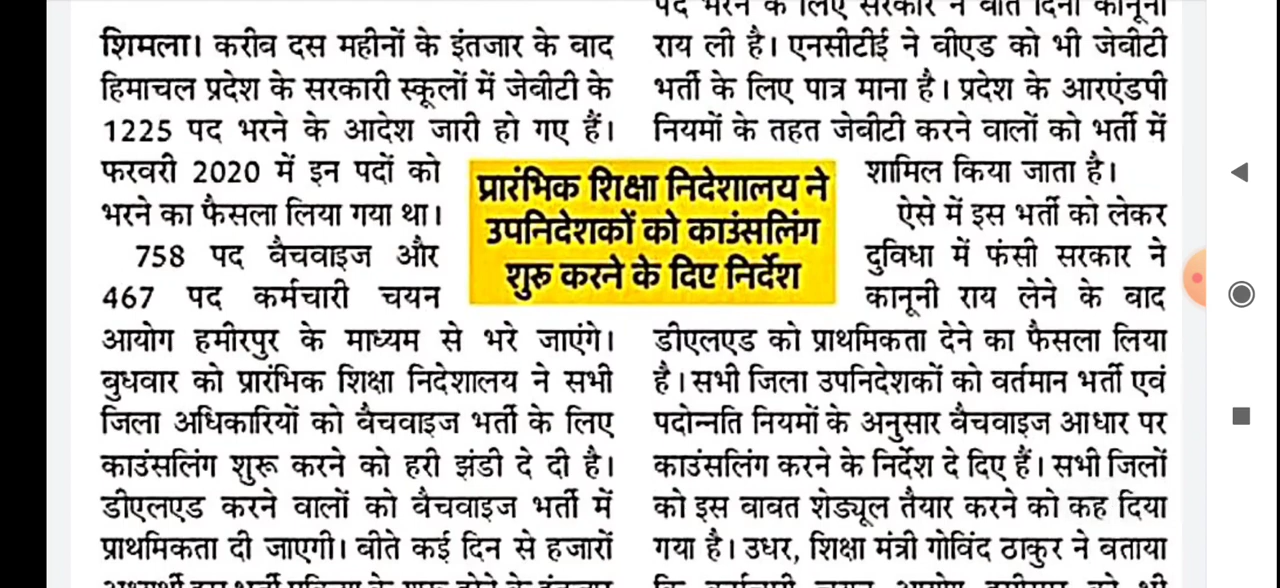 शिमला। करीब दस महीनों के इंतजार के बाद
हिमाचल प्रदेश के सरकारी स्कूलों में जेबीटी के
1225 पद भरने के आदेश जारी हो गए हैं।
फरवरी 2020 में इन पदों को
भरने का फैसला लिया गया था।
758 पद बैचवाइज और
467 पद कर्मचारी चयन
आयोग हमीरपुर के माध्यम से भरे जाएंगे।
बुधवार को प्रारंभिक शिक्षा निदेशालय ने सभी
जिला अधिकारियों को बैचवाइज भर्ती के लिए
काउंसलिंग शुरू करने को हरी झंडी दे दी है।
डीएलएड करने वालों को बैचवाइज भर्ती में
प्राथमिकता दी जाएगी। बीते कई दिन से हजारों
प्रारंभिक शिक्षा निदेशालय ने
उपनिदेशकों को काउंसलिंग
शुरू करने के दिए निर्देश
पद भरने के लिए सरकार ने बीते दिनों कानूनी
राय ली है। एनसीटीई ने बीएड को भी जेबीटी
भर्ती के लिए पात्र माना है। प्रदेश के आरएंडपी
नियमों के तहत जेबीटी करने वालों को भर्ती में
शामिल किया जाता है।
ऐसे में इस भर्ती को लेकर
दुविधा में फंसी सरकार ने
कानूनी राय लेने के बाद
डीएलएड को प्राथमिकता देने का फैसला लिया
है। सभी जिला उपनिदेशकों को वर्तमान भर्ती एवं
पदोन्नति नियमों के अनुसार बैचवाइज आधार पर
काउंसलिंग करने के निर्देश दे दिए हैं। सभी जिलों
को इस बाबत शेड्यूल तैयार करने को कह दिया
गया है। उधर, शिक्षा मंत्री गोविंद ठाकुर ने बताया